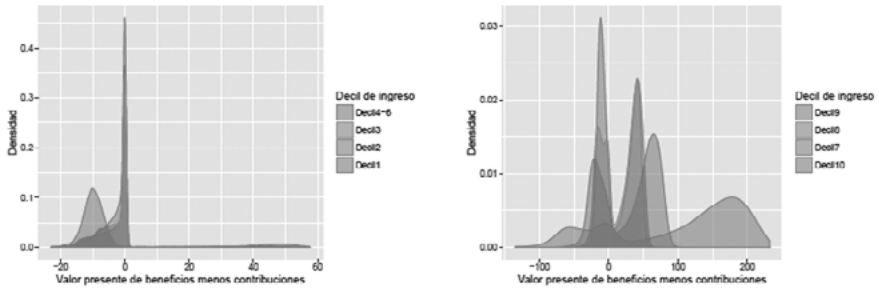 Densidad
0.4
0.3
0.2
0.1
0.0
−20
0
20
40
60
Valor presente de beneficios menos contribuciones
Decil de ingreso
Decil4−6
Decil3
Decil2
Decil1
Densidad
0.03
0.02
0.01
0.00
−100
0
100
200
Valor presente de beneficios menos contribuciones
Decil de ingreso
Decil9
Decil8
Decil7
Decil10